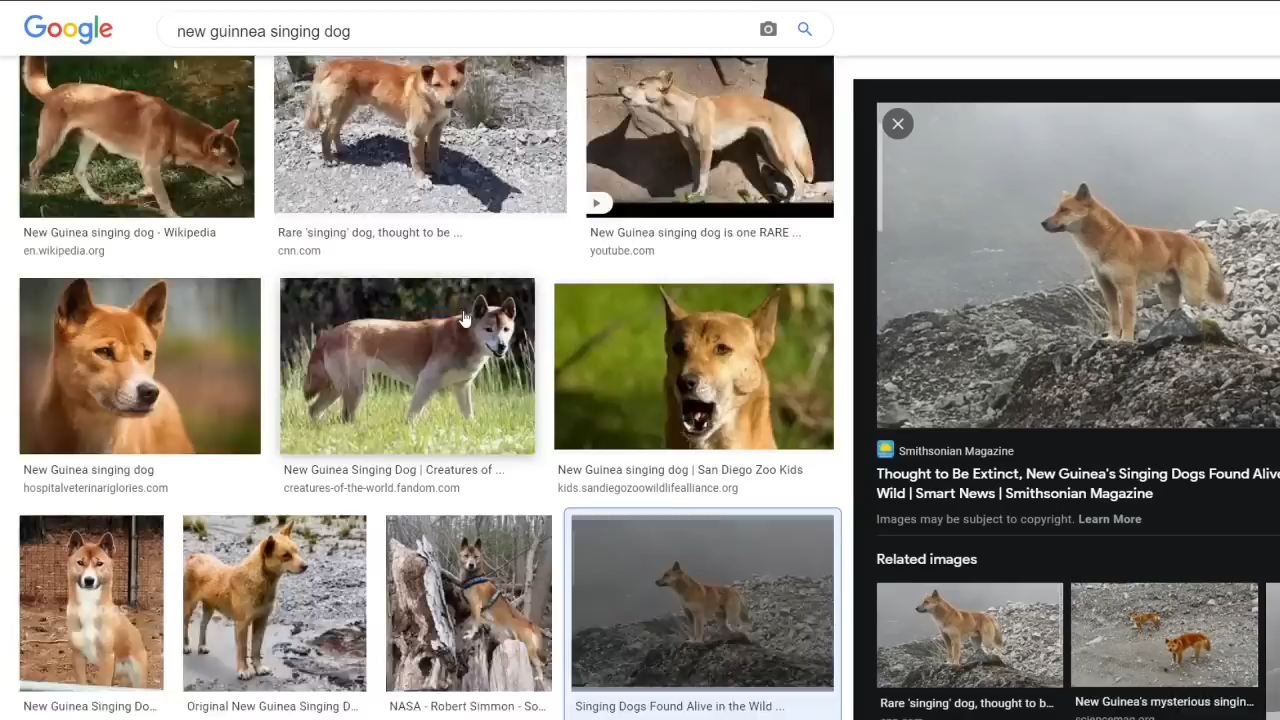 Google
new guinnea singing dog
New Guinea singing dog - Wikipedia
en.wikipedia.org
Rare 'singing' dog, thought to be ...
cnn.com
New Guinea singing dog is one RARE ...
youtube.com
New Guinea singing dog
hospitalveterinariglories.com
New Guinea Singing Dog | Creatures of ...
creatures-of-the-world.fandom.com
New Guinea singing dog | San Diego Zoo Kids
kids.sandiegozoowildlifealliance.org
New Guinea Singing Do...
Original New Guinea Singing D...
NASA - Robert Simmon - So...
Singing Dogs Found Alive in the Wild ...
Smithsonian Magazine
Thought to Be Extinct, New Guinea's Singing Dogs Found Alive
Wild | Smart News | Smithsonian Magazine
Images may be subject to copyright. Learn More
Related images
Rare 'singing' dog, thought to b...
New Guinea's mysterious singin...